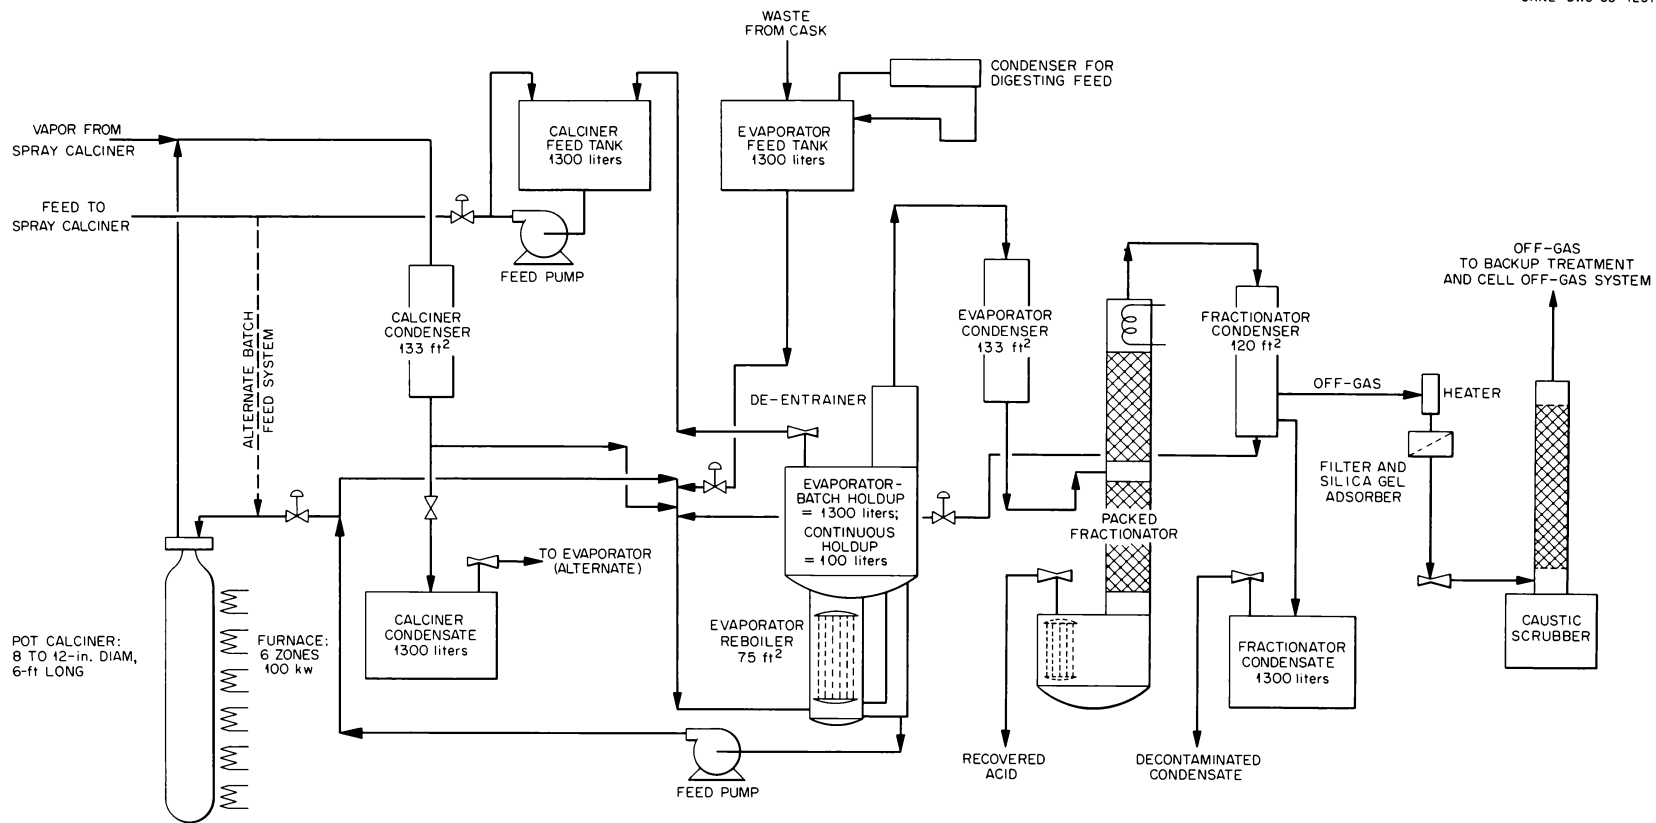 WASTE
FROM CASK
CONDENSER FOR
DIGESTING FEED
VAPOR FROM
SPRAY CALCINER
CALCINER
FEED TANK
1300 liters
EVAPORATOR
FEED TANK
1300 liters
FEED TO
SPRAY CALCINER
FEED PUMP
OFF-GAS
TO BACKUP TREATMENT
AND CELL OFF-GAS SYSTEM
ALTERNATE BATCH
FEED SYSTEM
CALCINER
CONDENSER
133 ft²
EVAPORATOR
CONDENSER
133 ft²
FRACTIONATOR
CONDENSER
120 ft²
DE-ENTRAINER
OFF-GAS
HEATER
FILTER AND
SILICA GEL
ADSORBER
EVAPORATOR-
BATCH HOLDUP
= 1300 liters;
CONTINUOUS
HOLDUP
= 100 liters
PACKED
FRACTIONATOR
TO EVAPORATOR
(ALTERNATE)
POT CALCINER:
8 TO 12-in. DIAM,
6-ft LONG
FURNACE:
6 ZONES
100 kw
CALCINER
CONDENSATE
1300 liters
EVAPORATOR
REBOILER
75 ft²
FRACTIONATOR
CONDENSATE
1300 liters
CAUSTIC
SCRUBBER
RECOVERED
ACID
DECONTAMINATED
CONDENSATE
FEED PUMP